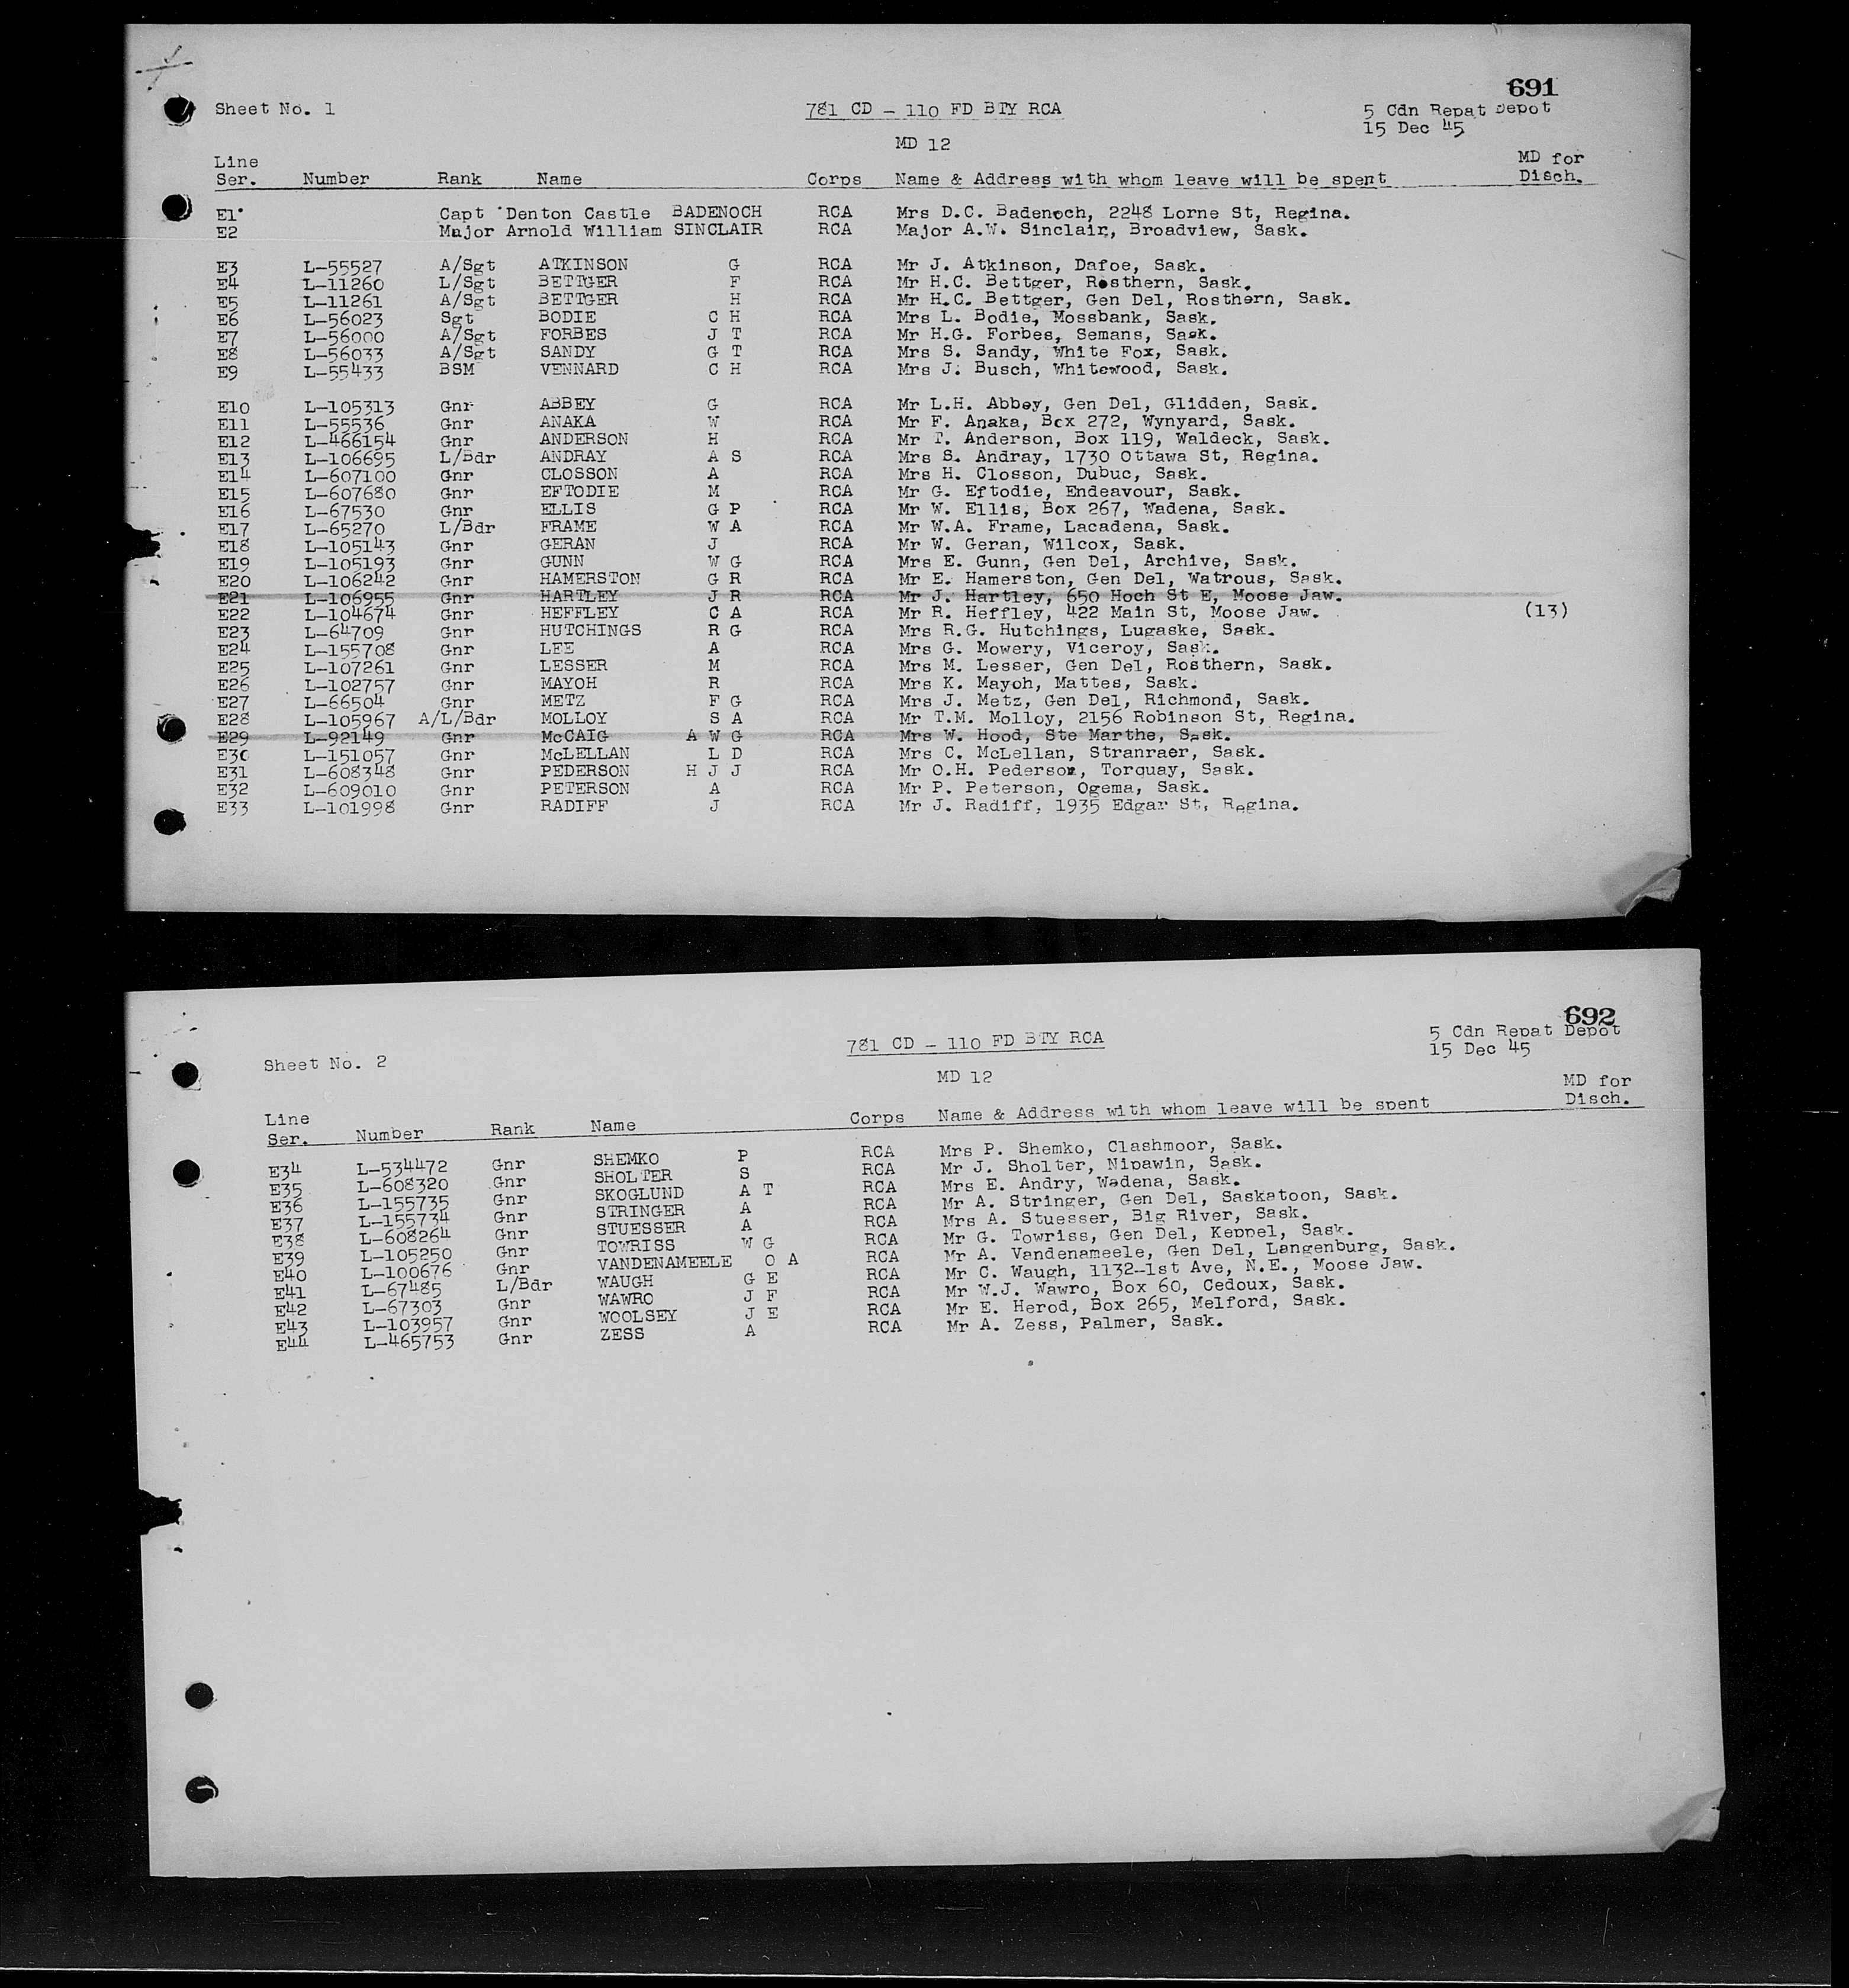 691
Sheet No. 1 781 CD - 110 FD BTY RCA 5 Cdn Repat Depot
15 Dec 45
MD 12
Line MD for
Ser. Number Rank Name Corps Name & Address with whom leave will be spent Disch.
E1 Capt Denton Castle BADENOCH RCA Mrs D.C. Badenoch, 2248 Lorne St, Regina.
E2 Major Arnold William SINCLAIR RCA Major A.W. Sinclair, Broadview, Sask.
E3 L-55527 A/Sgt ATKINSON G RCA Mr J. Atkinson, Dafoe, Sask.
E4 L-11260 L/Sgt BETTGER F RCA Mr H.C. Bettger, Rosthern, Sask.
E5 L-11261 A/Sgt BETTGER H RCA Mr H.C. Bettger, Gen Del, Rosthern, Sask.
E6 L-56023 Sgt BODIE C H RCA Mrs L. Bodie, Mossbank, Sask.
E7 L-56000 A/Sgt FORBES J T RCA Mr H.G. Forbes, Semans, Sask.
E8 L-56033 A/Sgt SANDY G T RCA Mrs S. Sandy, White Fox, Sask.
E9 L-55433 BSM VENNARD C H RCA Mrs J. Busch, Whitewood, Sask.
E10 L-105313 Gnr ABBEY G RCA Mr L.H. Abbey, Gen Del, Glidden, Sask.
E11 L-55536 Gnr ANAKA W RCA Mr F. Anaka, Box 272, Wynyard, Sask.
E12 L-466154 Gnr ANDERSON H RCA Mr T. Anderson, Box 119, Waldeck, Sask.
E13 L-106695 L/Bdr ANDRAY A S RCA Mrs S. Andray, 1730 Ottawa St, Regina.
E14 L-607100 Gnr CLOSSON A RCA Mrs H. Closson, Dubuc, Sask.
E15 L-607680 Gnr EFTODIE M RCA Mr G. Eftodie, Endeavour, Sask.
E16 L-67530 Gnr ELLIS G P RCA Mr W. Ellis, Box 267, Wadena, Sask.
E17 L-65270 L/Bdr FRAME W A RCA Mr W.A. Frame, Lacadena, Sask.
E18 L-105143 Gnr GERAN J RCA Mr W. Geran, Wilcox, Sask.
E19 L-105193 Gnr GUNN W G RCA Mrs E. Gunn, Gen Del, Archive, Sask.
E20 L-106242 Gnr HAMERSTON G R RCA Mr E. Hamerston, Gen Del, Watrous, Sask.
E21 L-106955 Gnr HARTLEY J R RCA Mr J. Hartley, 650 Hoch St E, Moose Jaw.
E22 L-104674 Gnr HEFFLEY C A RCA Mr R. Heffley, 422 Main St, Moose Jaw. (13)
E23 L-64709 Gnr HUTCHINGS R G RCA Mrs R.G. Hutchings, Lugaske, Sask.
E24 L-155708 Gnr LEE A RCA Mrs G. Mowery, Viceroy, Sask.
E25 L-107261 Gnr LESSER M RCA Mrs M. Lesser, Gen Del, Rosthern, Sask.
E26 L-102757 Gnr MAYOH R RCA Mrs K. Mayoh, Mattes, Sask.
E27 L-66504 Gnr METZ F G RCA Mrs J. Metz, Gen Del, Richmond, Sask.
E28 L-105967 A/L/Bdr MOLLOY S A RCA Mr T.M. Molloy, 2156 Robinson St, Regina.
E29 L-92149 Gnr McCAIG A W G RCA Mrs W. Hood, Ste Marthe, Sask.
E30 L-151057 Gnr McLELLAN L D RCA Mrs C. McLellan, Stranraer, Sask.
E31 L-608348 Gnr PEDERSON H J J RCA Mr O.H. Pederson, Torquay, Sask.
E32 L-609010 Gnr PETERSON A RCA Mr P. Peterson, Ogema, Sask.
E33 L-101998 Gnr RADIFF J RCA Mr J. Radiff, 1935 Edgar St, Regina.
692
Sheet No. 2 781 CD - 110 FD BTY RCA 5 Cdn Repat Depot
15 Dec 45
MD 12
Line MD for
Ser. Number Rank Name Corps Name & Address with whom leave will be spent Disch.
E34 L-534472 Gnr SHEMKO P RCA Mrs P. Shemko, Clashmoor, Sask.
E35 L-608320 Gnr SHOLTER S RCA Mr J. Sholter, Nipawin, Sask.
E36 L-155735 Gnr SKOGLUND A T RCA Mrs E. Andry, Wadena, Sask.
E37 L-155734 Gnr STRINGER A RCA Mr A. Stringer, Gen Del, Saskatoon, Sask.
E38 L-608264 Gnr STUESSER A RCA Mrs A. Stuesser, Big River, Sask.
E39 L-105250 Gnr TOWRISS W G RCA Mr G. Towriss, Gen Del, Keppel, Sask.
E40 L-100676 Gnr VANDENAMEELE O A RCA Mr A. Vandenameele, Gen Del, Langenburg, Sask.
E41 L-67485 L/Bdr WAUGH G E RCA Mr C. Waugh, 1132-1st Ave, N.E., Moose Jaw.
E42 L-67303 Gnr WAWRO J F RCA Mr W.J. Wawro, Box 60, Cedoux, Sask.
E43 L-103957 Gnr WOOLSEY J E RCA Mr E. Herod, Box 265, Melford, Sask.
E44 L-465753 Gnr ZESS A RCA Mr A. Zess, Palmer, Sask.